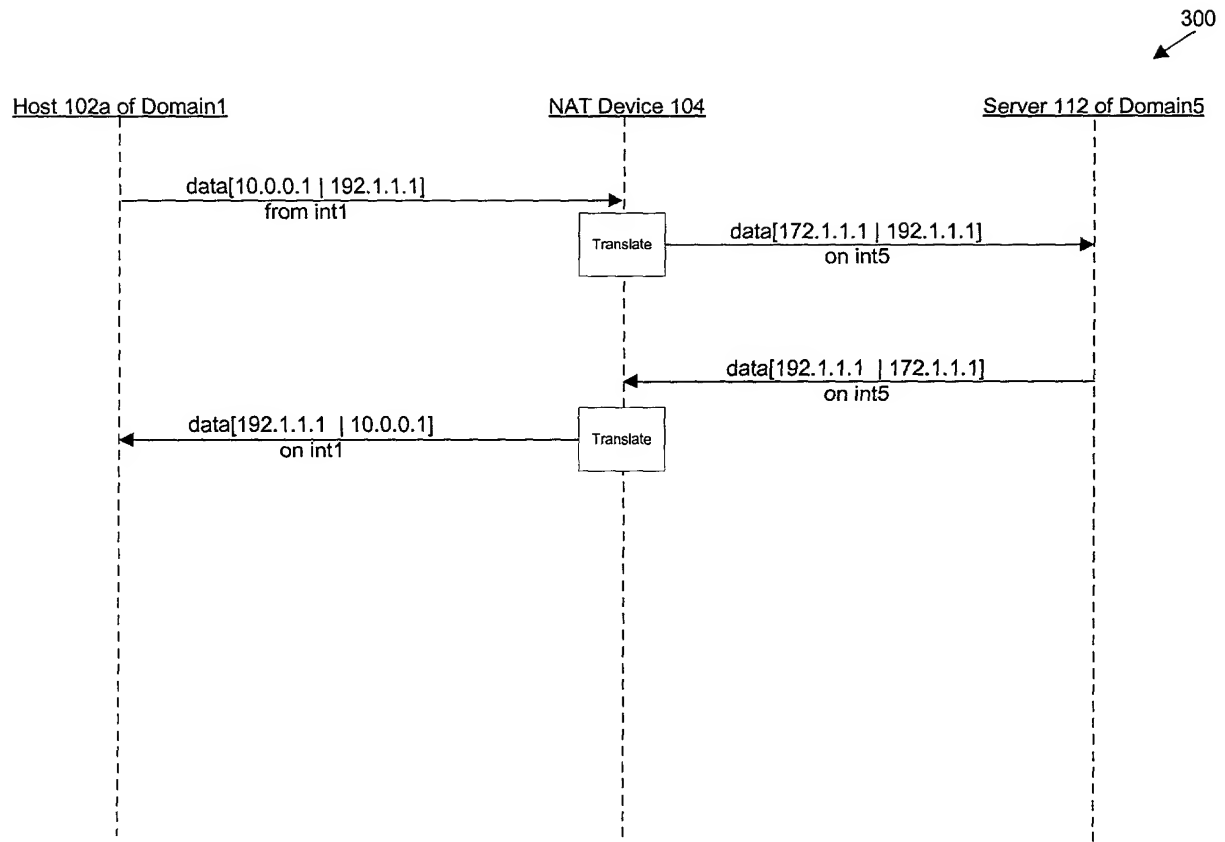 300
Host 102a of Domain1
NAT Device 104
Server 112 of Domain5
data[10.0.0.1 | 192.1.1.1]
from int1
Translate
data[172.1.1.1 | 192.1.1.1]
on int5
data[192.1.1.1 | 172.1.1.1]
on int5
data[192.1.1.1 | 10.0.0.1]
on int1
Translate